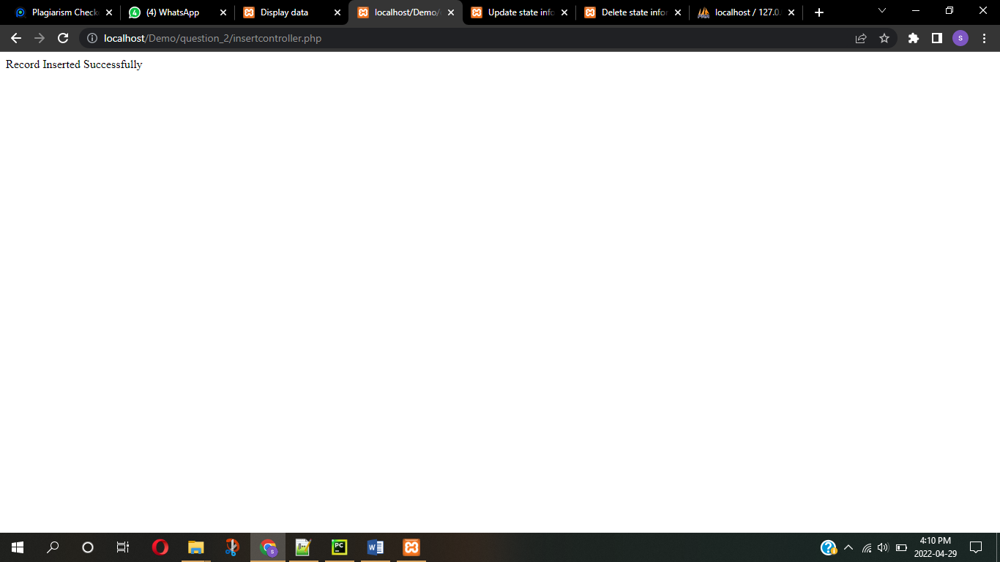 Plagiarism Check
(4) WhatsApp
Display data
localhost/Demo/
Update state info
Delete state infor
localhost / 127.0.
localhost/Demo/question_2/insertcontroller.php
S
Record Inserted Successfully
4:10 PM
2022-04-29